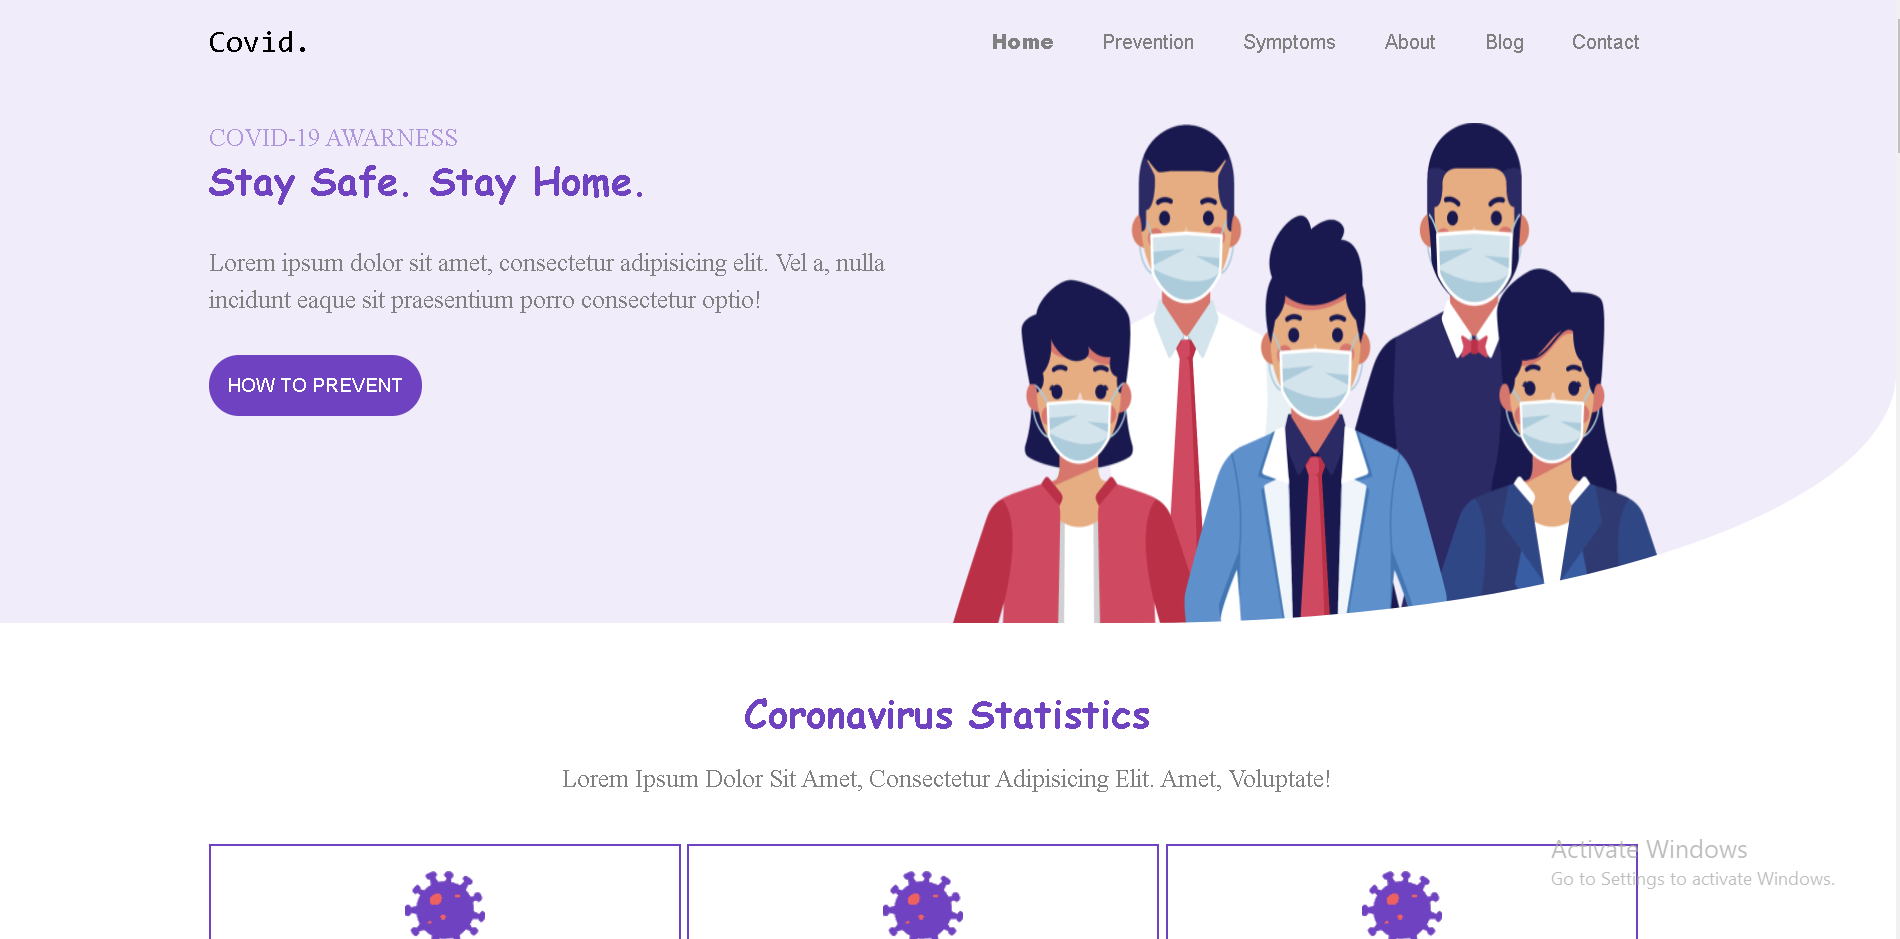 Covid.
Home Prevention Symptoms About Blog Contact
COVID-19 AWARNESS
Stay Safe. Stay Home.
Lorem ipsum dolor sit amet, consectetur adipisicing elit. Vel a, nulla
incidunt eaque sit praesentium porro consectetur optio!
HOW TO PREVENT
Coronavirus Statistics
Lorem Ipsum Dolor Sit Amet, Consectetur Adipisicing Elit. Amet, Voluptate!
Activate Windows
Go to Settings to activate Windows.